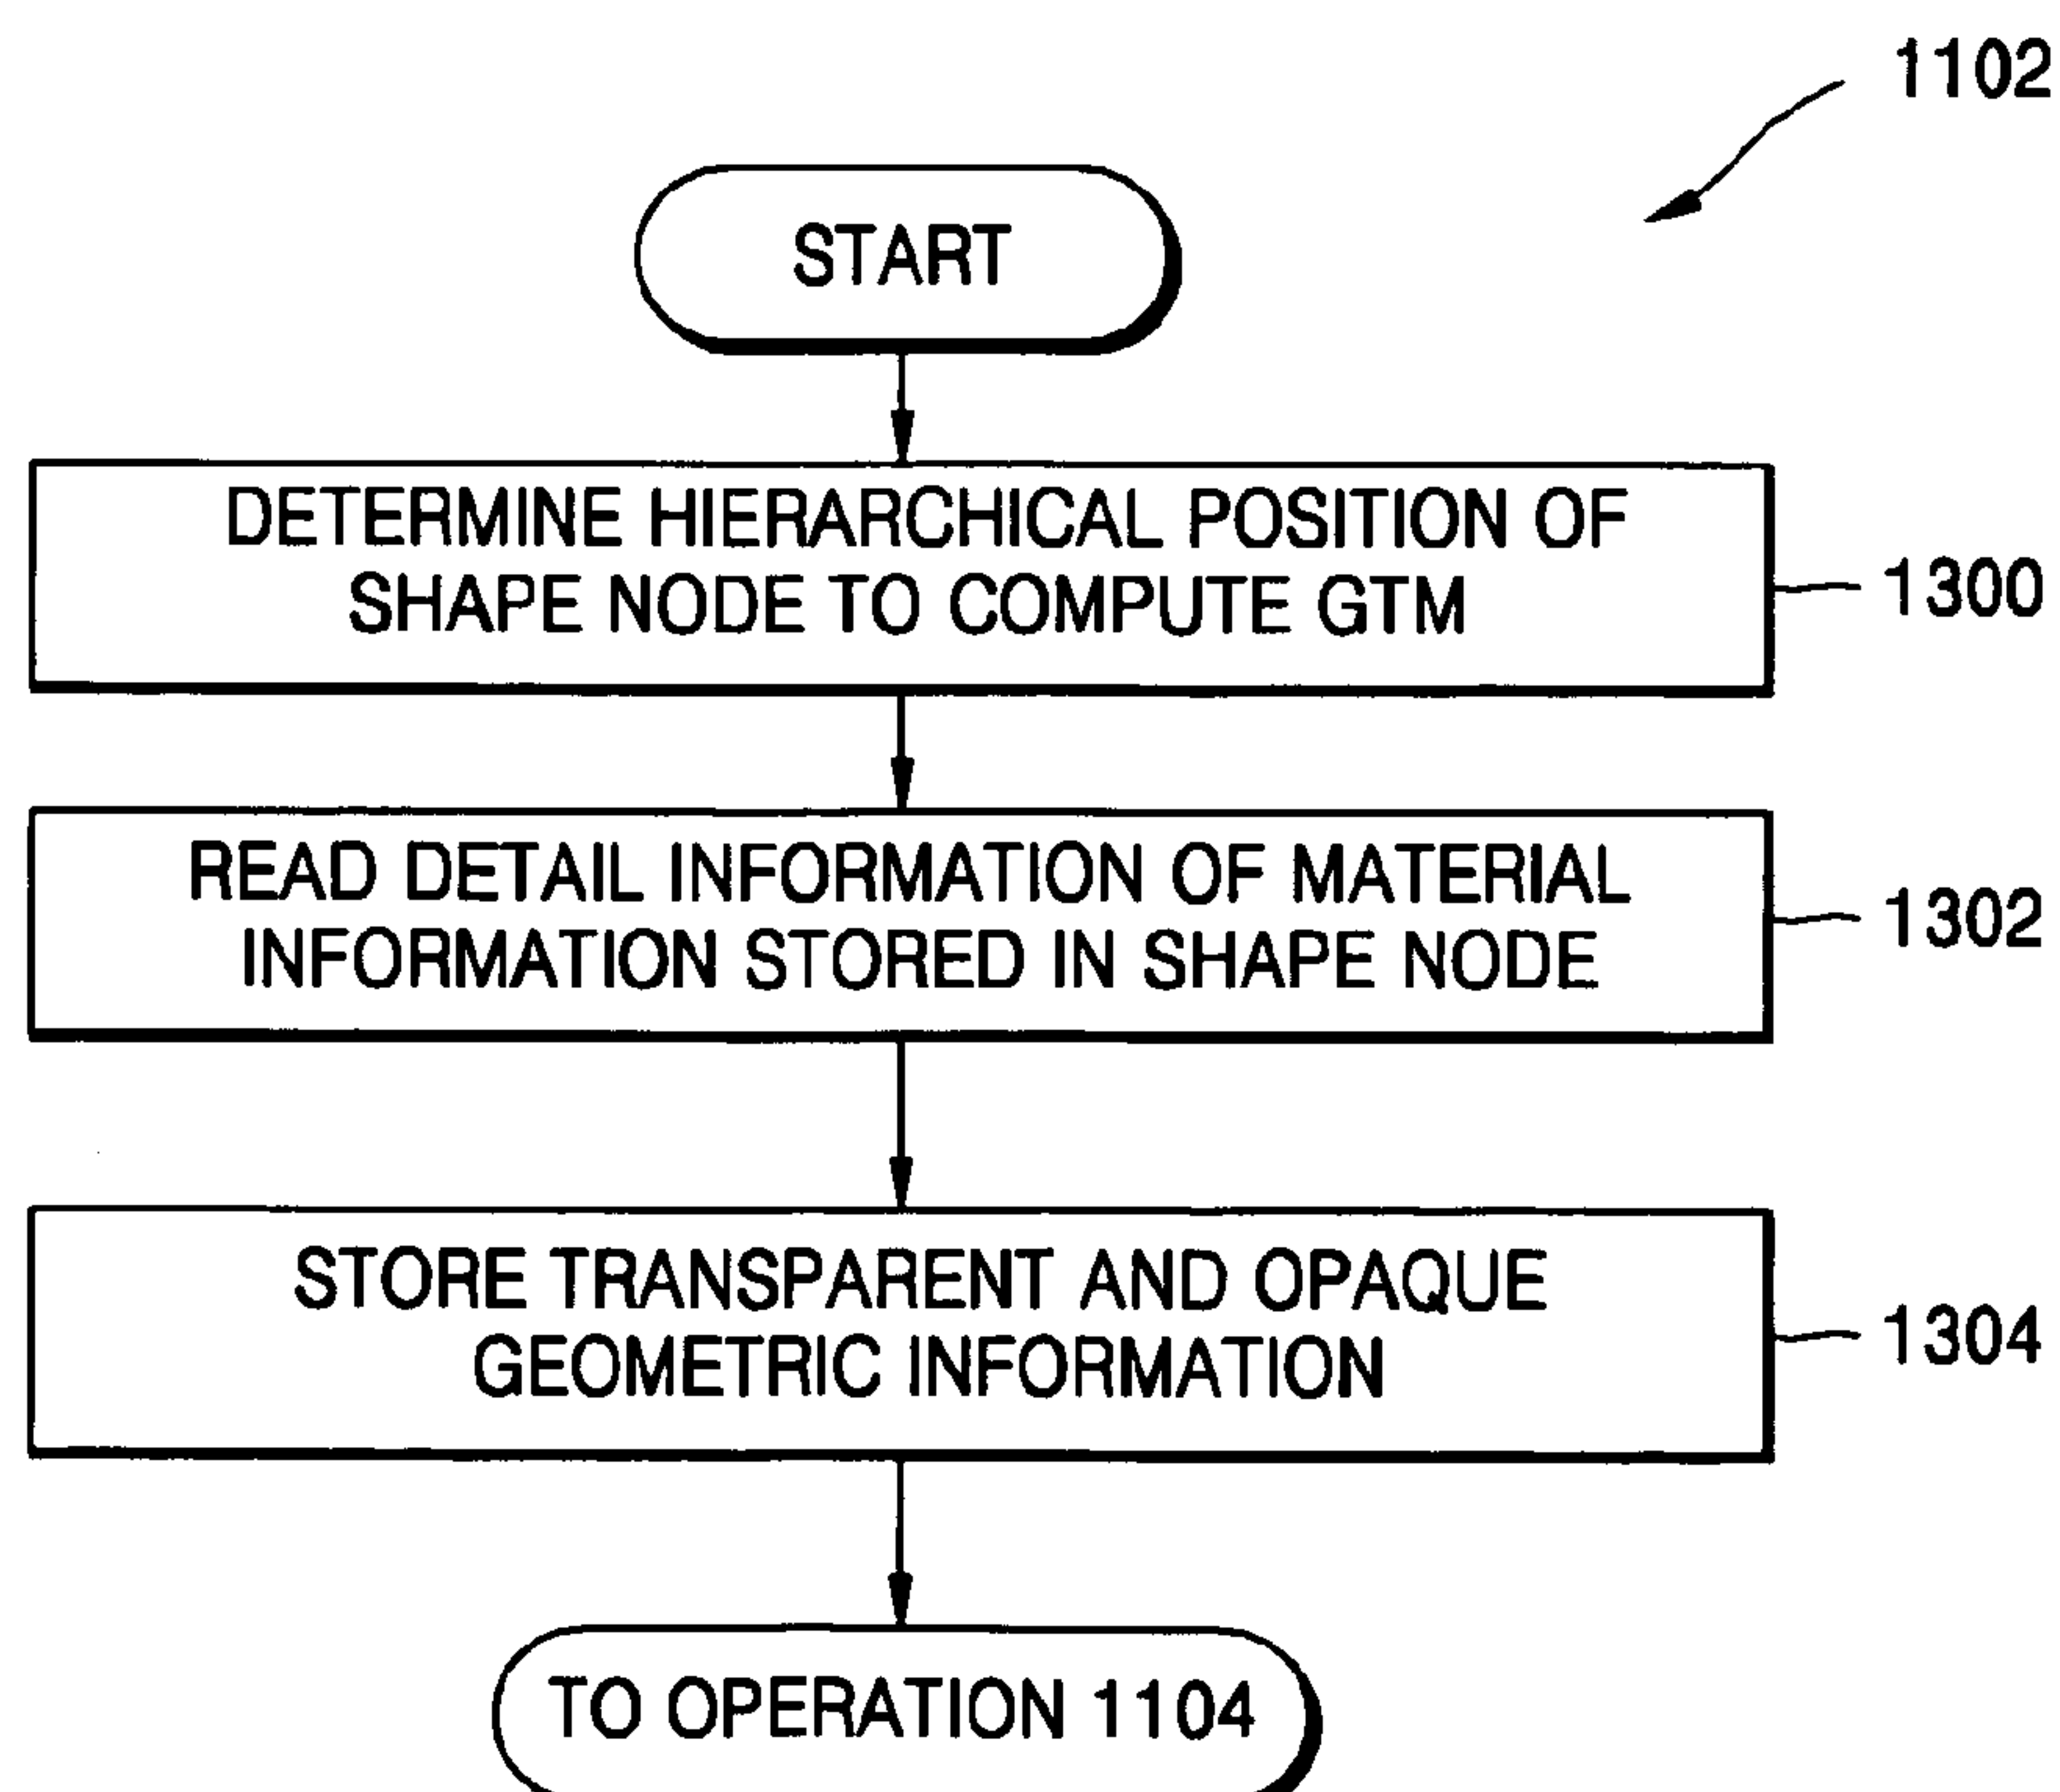 1102
START
DETERMINE HIERARCHICAL POSITION OF
SHAPE NODE TO COMPUTE GTM
1300
READ DETAIL INFORMATION OF MATERIAL
INFORMATION STORED IN SHAPE NODE
1302
STORE TRANSPARENT AND OPAQUE
GEOMETRIC INFORMATION
1304
TO OPERATION 1104